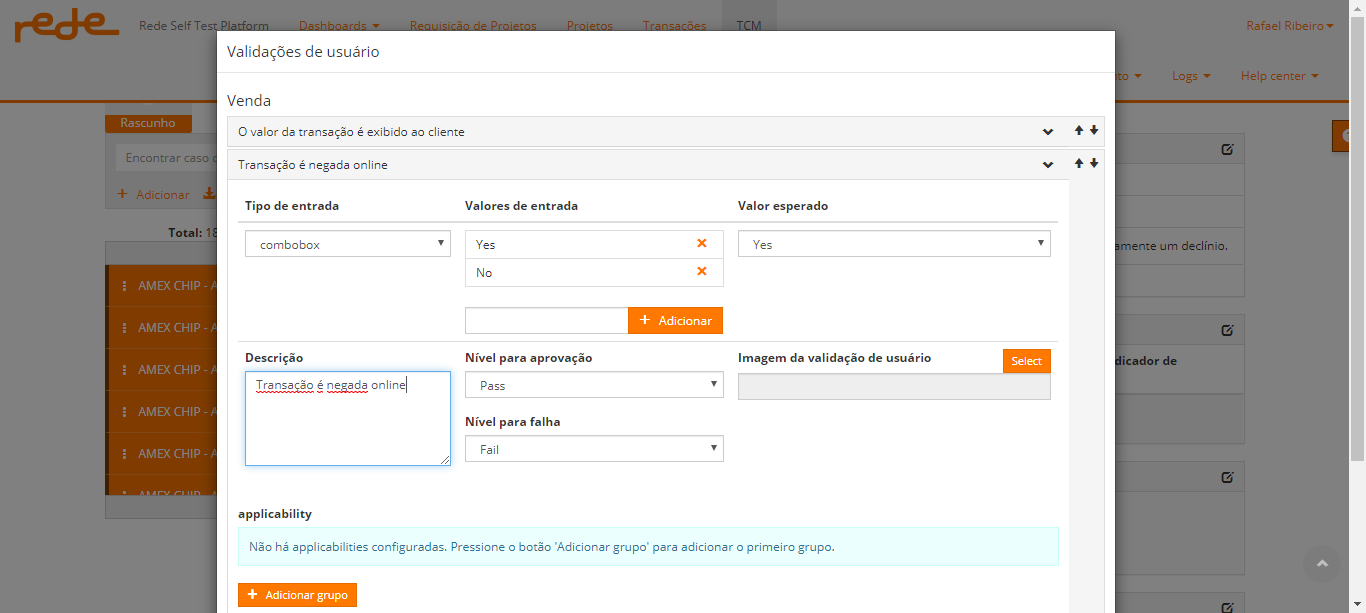 rede Rede Self Test Platform Dashboards Requisição de Projetos Projetos Transações TCM Rafael Ribeiro
Validações de usuário
Logs Help center
Venda
Rascunho
O valor da transação é exibido ao cliente
Encontrar caso
Transação é negada online
+ Adicionar
Tipo de entrada Valores de entrada Valor esperado
Total:
combobox Yes Yes
No
amente um declínio.
AMEX CHIP - A
AMEX CHIP - A
+ Adicionar
Descrição Nível para aprovação Imagem da validação de usuário Select
AMEX CHIP - A
Transação é negada online Pass
dicador de
AMEX CHIP - A
Nível para falha
Fail
AMEX CHIP - A
AMEX CHIP - A
applicability
Não há applicabilities configuradas. Pressione o botão 'Adicionar grupo' para adicionar o primeiro grupo.
+ Adicionar grupo